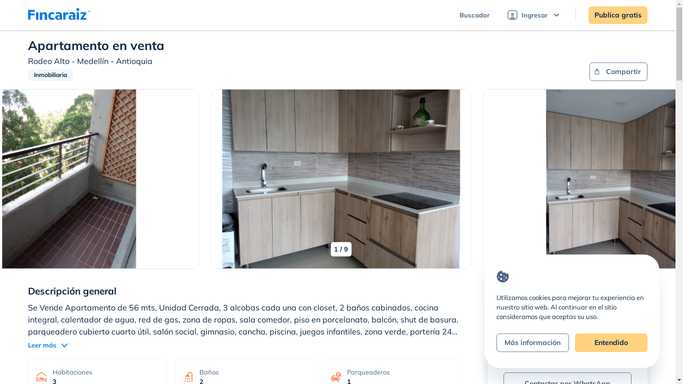 Fincaraiz
Buscador
Ingresar
Publica gratis
Apartamento en venta
Rodeo Alto - Medellín - Antioquia
Inmobiliaria
Compartir
1 / 9
Descripción general
Se Vende Apartamento de 56 mts, Unidad Cerrada, 3 alcobas cada una con closet, 2 baños cabinados, cocina
integral, calentador de agua, red de gas, zona de ropas, sala comedor, piso en porcelanato, balcón, shut de basura,
parqueadero cubierto cuarto útil, salón social, gimnasio, cancha, piscina, juegos infantiles, zona verde, portería 24...
Leer más
Habitaciones
3
Baños
2
Parqueaderos
1
Utilizamos cookies para mejorar tu experiencia en
nuestro sitio web. Al continuar en el sitio
consideramos que aceptas su uso.
Más información
Entendido
Contactar por WhatsApp